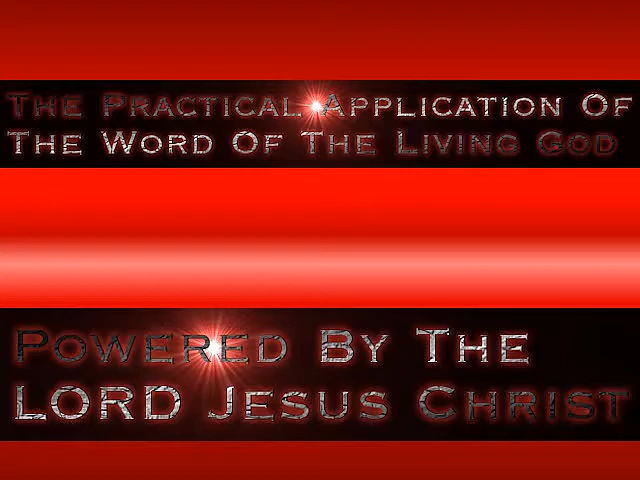 The Practical Application Of
The Word Of The Living God
Powered By The
LORD Jesus Christ